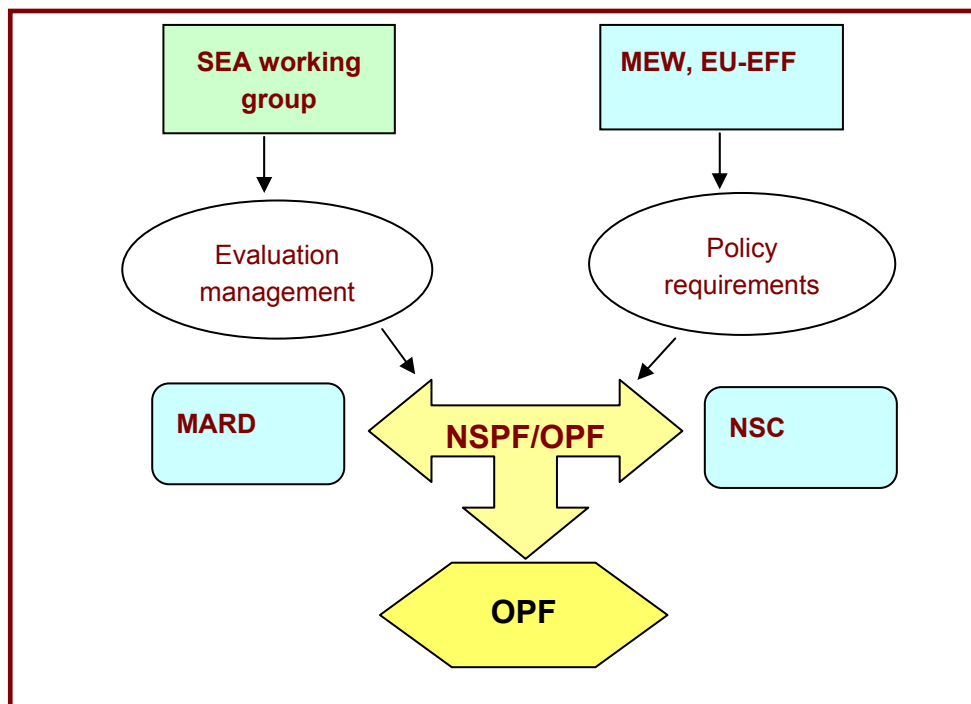 SEA working
group
MEW, EU-EFF
Evaluation
management
Policy
requirements
MARD
NSPF/OPF
NSC
OPF